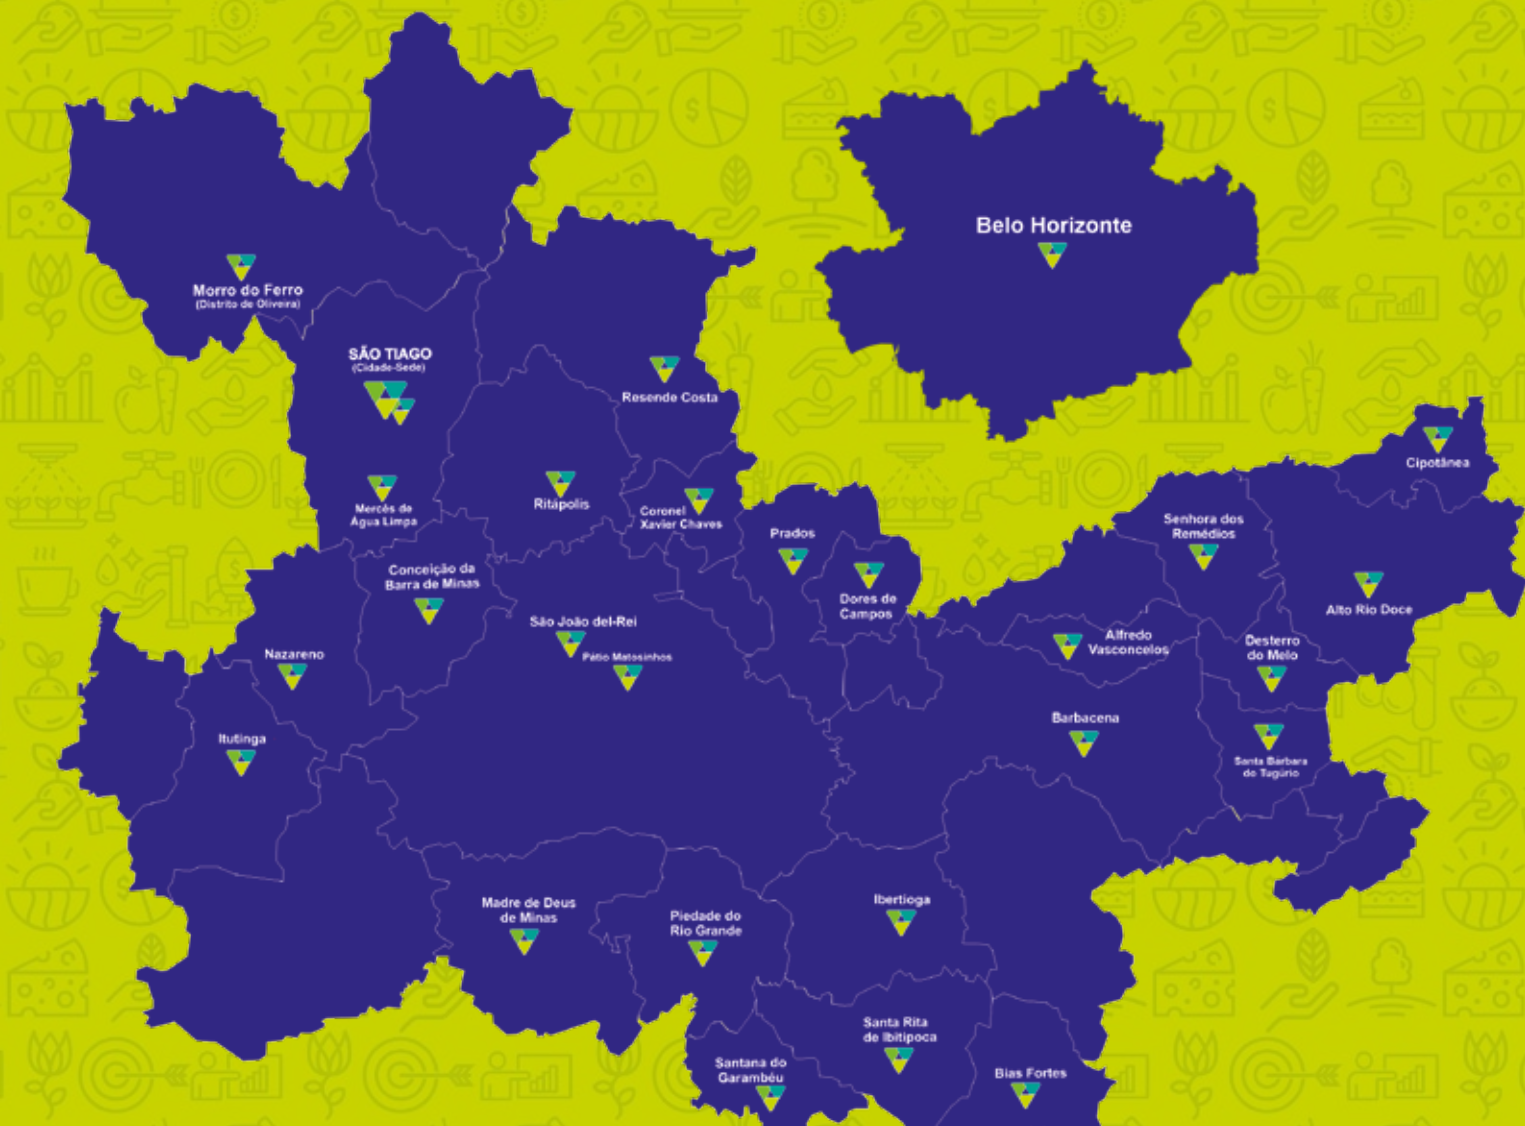 Belo Horizonte
Morro do Ferro
(Distrito de Oliveira)
SÃO TIAGO
(Cidade-Sede)
Resende Costa
Cipotânea
Mercês de
Água Limpa
Ritápolis
Coronel
Xavier Chaves
Prados
Senhora dos
Remédios
Conceição da
Barra de Minas
Dores de
Campos
Alto Rio Doce
São João del-Rei
Pátio Matosinhos
Alfredo
Vasconcelos
Desterro
do Melo
Nazareno
Itutinga
Barbacena
Santa Bárbara
do Tugúrio
Madre de Deus
de Minas
Piedade do
Rio Grande
Ibertioga
Santa Rita
de Ibitipoca
Santana do
Garambéu
Bias Fortes